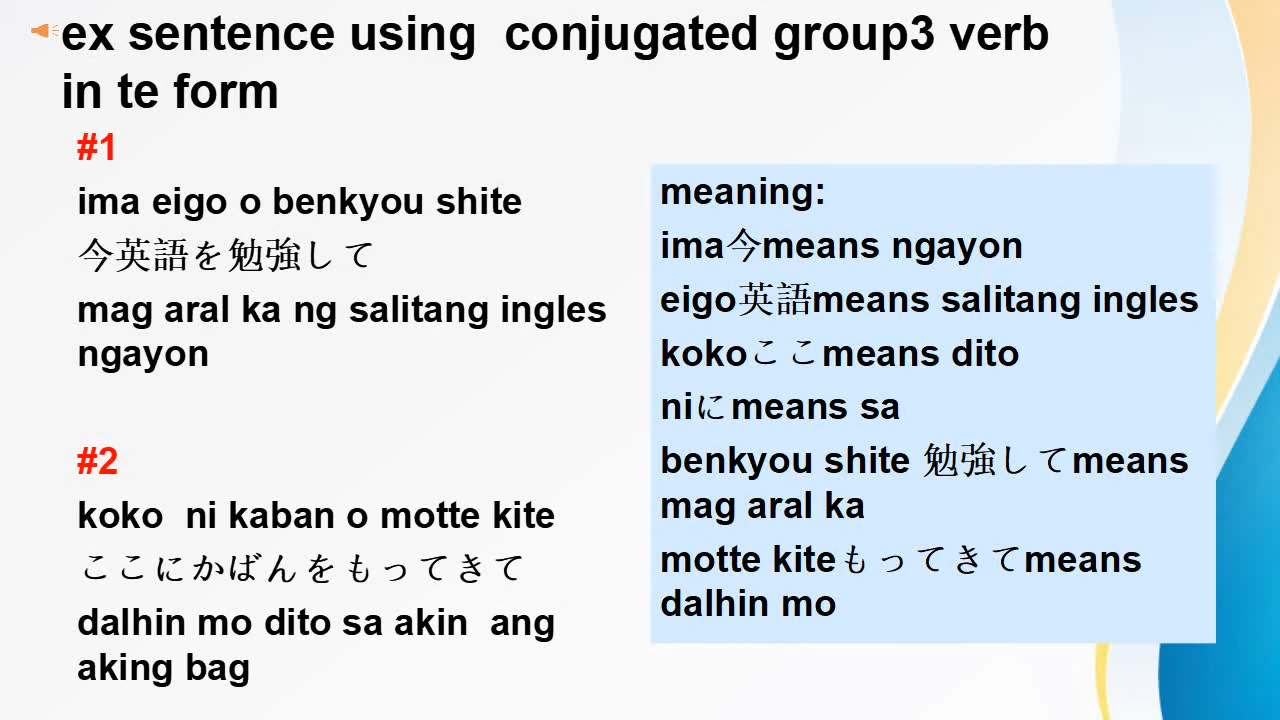 ex sentence using conjugated group3 verb
in te form
#1
ima eigo o benkyou shite
今英語を勉強して
mag aral ka ng salitang ingles
ngayon
#2
koko ni kaban o motte kite
ここにかばんをもってきて
dalhin mo dito sa akin ang
aking bag
meaning:
ima今means ngayon
eigo英語means salitang ingles
kokoここmeans dito
niにmeans sa
benkyou shite 勉強してmeans
mag aral ka
motte kiteもってきてmeans
dalhin mo